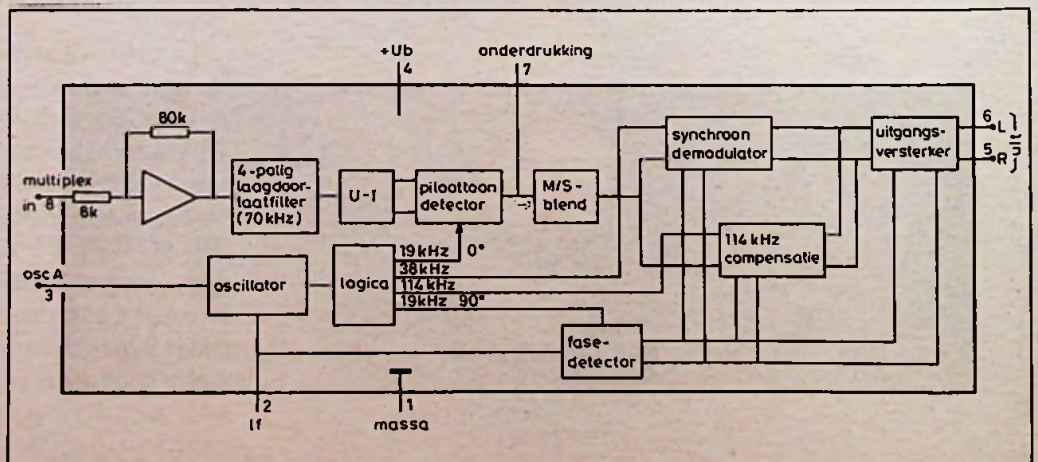 +Ub
4
onderdrukking
7
80k
multiplex
in 8
8k
4-polig
laagdoor-
laatfilter
(70kHz)
U-I
piloottoon
detector
M/S-
blend
synchroon
demodulator
uitgangs-
versterker
6
L
5
R
uit
osc A
3
oscillator
logica
19kHz 0°
38kHz
114kHz
19kHz 90°
114 kHz
compensatie
fase-
detector
2
lf
1
massa